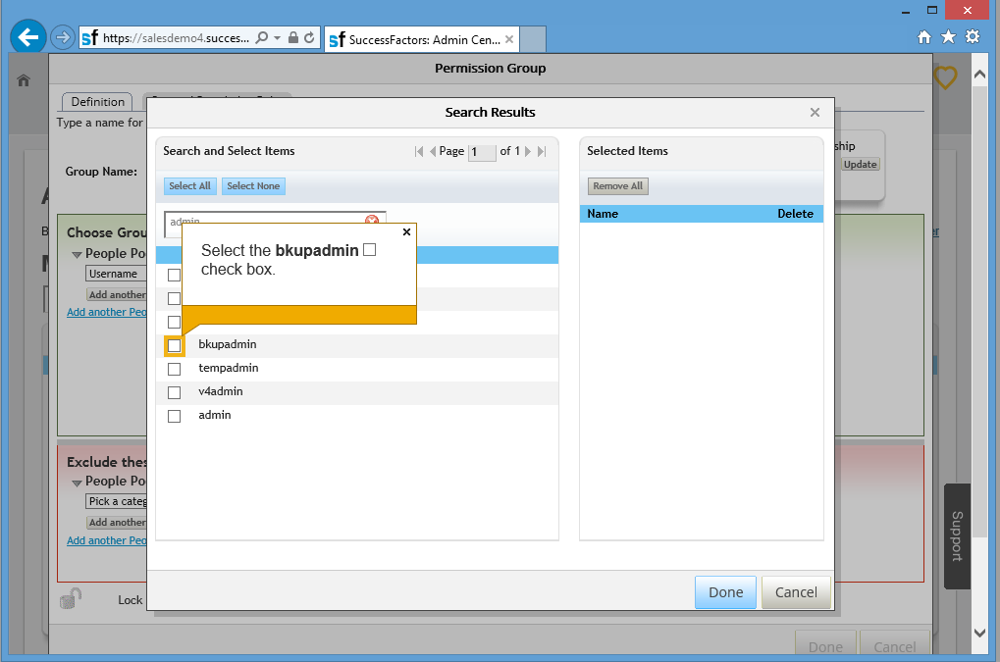 https://salesdemo4.succes...
SuccessFactors: Admin Cen...
Permission Group
Definition
Type a name for
Group Name:
ship
Update
Choose Grou
People Po
Username
Add another
Add another Peo
Exclude thes
People Po
Pick a categ
Add another
Add another Peo
Lock
Search Results
Search and Select Items
Page 1 of 1
Select All Select None
admin
Select the bkupadmin
check box.
bkupadmin
tempadmin
v4admin
admin
Selected Items
Remove All
Name Delete
Done Cancel
Support
Done Cancel